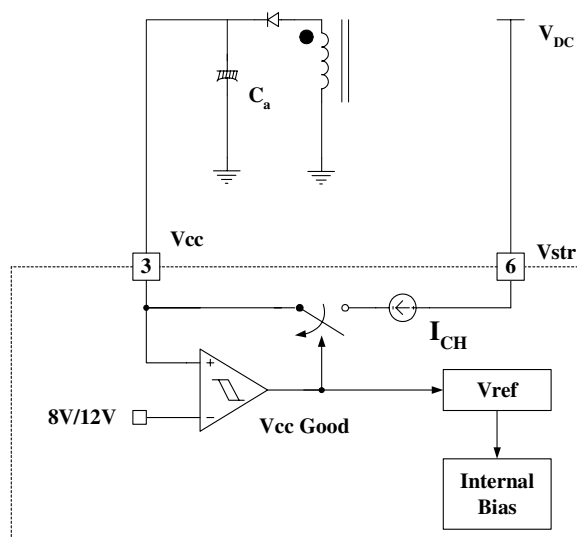 V_DC
C_a
Vcc
Vstr
3
6
I_CH
+
8V/12V
−
Vcc Good
Vref
Internal
Bias